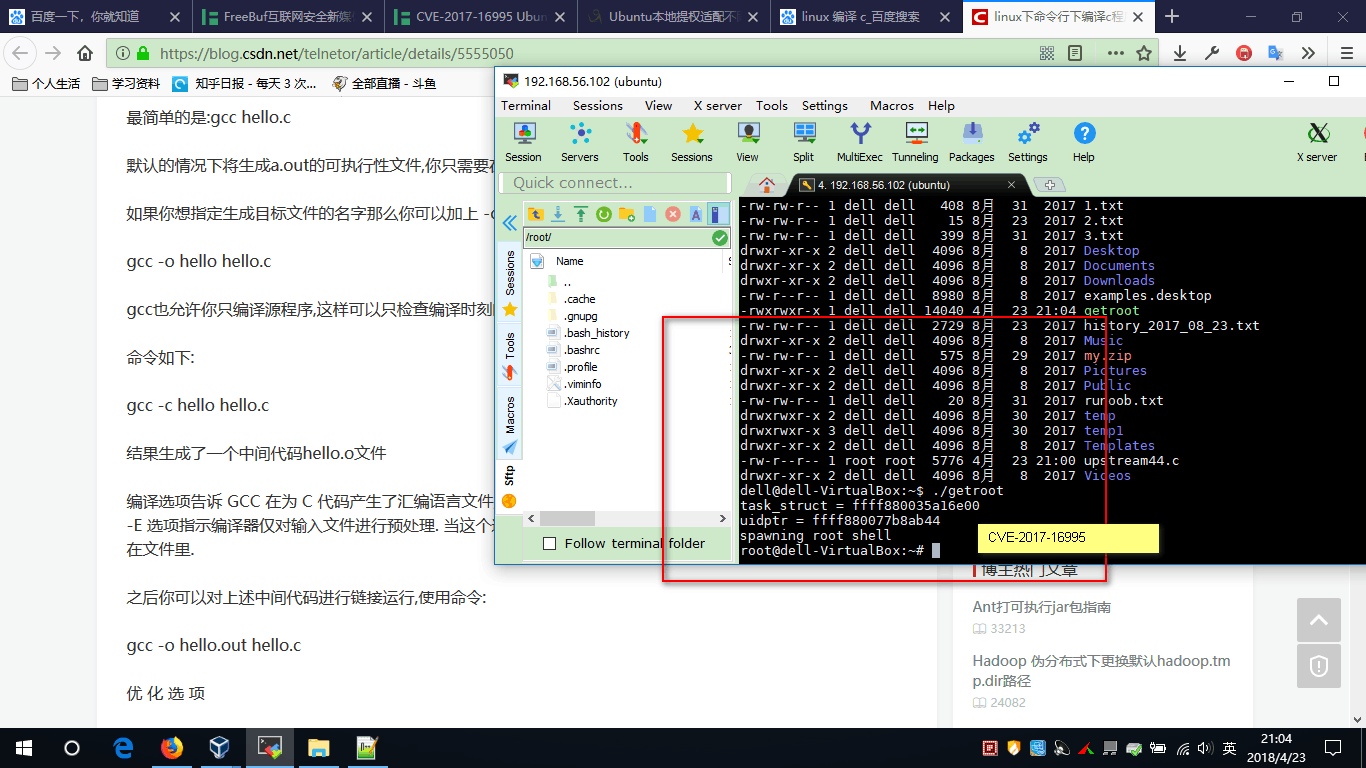 百度一下，你就知道
FreeBuf互联网安全新媒
CVE-2017-16995 Ubun
Ubuntu本地提权适配不
linux 编译 c_百度搜索
linux下命令行下编译c程
https://blog.csdn.net/telnetor/article/details/5555050
个人生活
学习资料
知乎日报 - 每天 3 次...
全部直播 - 斗鱼
最简单的是:gcc hello.c
默认的情况下将生成a.out的可执行性文件,你只需要在
如果你想指定生成目标文件的名字那么你可以加上 -o
gcc -o hello hello.c
gcc也允许你只编译源程序,这样可以只检查编译时刻
命令如下:
gcc -c hello hello.c
结果生成了一个中间代码hello.o文件
编译选项告诉 GCC 在为 C 代码产生了汇编语言文件
-E 选项指示编译器仅对输入文件进行预处理. 当这个
在文件里.
之后你可以对上述中间代码进行链接运行,使用命令:
gcc -o hello.out hello.c
优 化 选 项
192.168.56.102 (ubuntu)
Terminal Sessions View X server Tools Settings Macros Help
Session Servers Tools Sessions View Split MultiExec Tunneling Packages Settings Help X server
Quick connect...
4. 192.168.56.102 (ubuntu)
Sessions
Tools
Macros
Sftp
/root/
Name
..
.cache
.gnupg
.bash_history
.bashrc
.profile
.viminfo
.Xauthority
Follow terminal folder
-rw-rw-r-- 1 dell dell 408 8月 31 2017 1.txt
-rw-rw-r-- 1 dell dell 15 8月 23 2017 2.txt
-rw-rw-r-- 1 dell dell 399 8月 31 2017 3.txt
drwxr-xr-x 2 dell dell 4096 8月 8 2017 Desktop
drwxr-xr-x 2 dell dell 4096 8月 8 2017 Documents
drwxr-xr-x 2 dell dell 4096 8月 8 2017 Downloads
-rw-r--r-- 1 dell dell 8980 8月 8 2017 examples.desktop
-rwxrwxr-x 1 dell dell 14040 4月 23 21:04 getroot
-rw-r--r-- 1 dell dell 2729 8月 23 2017 history_2017_08_23.txt
drwxr-xr-x 2 dell dell 4096 8月 8 2017 Music
-rw-rw-r-- 1 dell dell 575 8月 29 2017 my.zip
drwxr-xr-x 2 dell dell 4096 8月 8 2017 Pictures
drwxr-xr-x 2 dell dell 4096 8月 8 2017 Public
-rw-rw-r-- 1 dell dell 20 8月 31 2017 runoob.txt
drwxrwxr-x 2 dell dell 4096 8月 30 2017 temp
drwxrwxr-x 3 dell dell 4096 8月 30 2017 temp1
drwxr-xr-x 2 dell dell 4096 8月 8 2017 Templates
-rw-r--r-- 1 root root 5776 4月 23 21:00 upstream44.c
drwxr-xr-x 2 dell dell 4096 8月 8 2017 Videos
dell@dell-VirtualBox:~$ ./getroot
task_struct = ffff880035a16e00
uidptr = ffff880077b8ab44
spawning root shell
root@dell-VirtualBox:~#
CVE-2017-16995
博主热门文章
Ant打可执行jar包指南
33213
Hadoop 伪分布式下更换默认hadoop.tm
p.dir路径
24082
英
21:04
2018/4/23